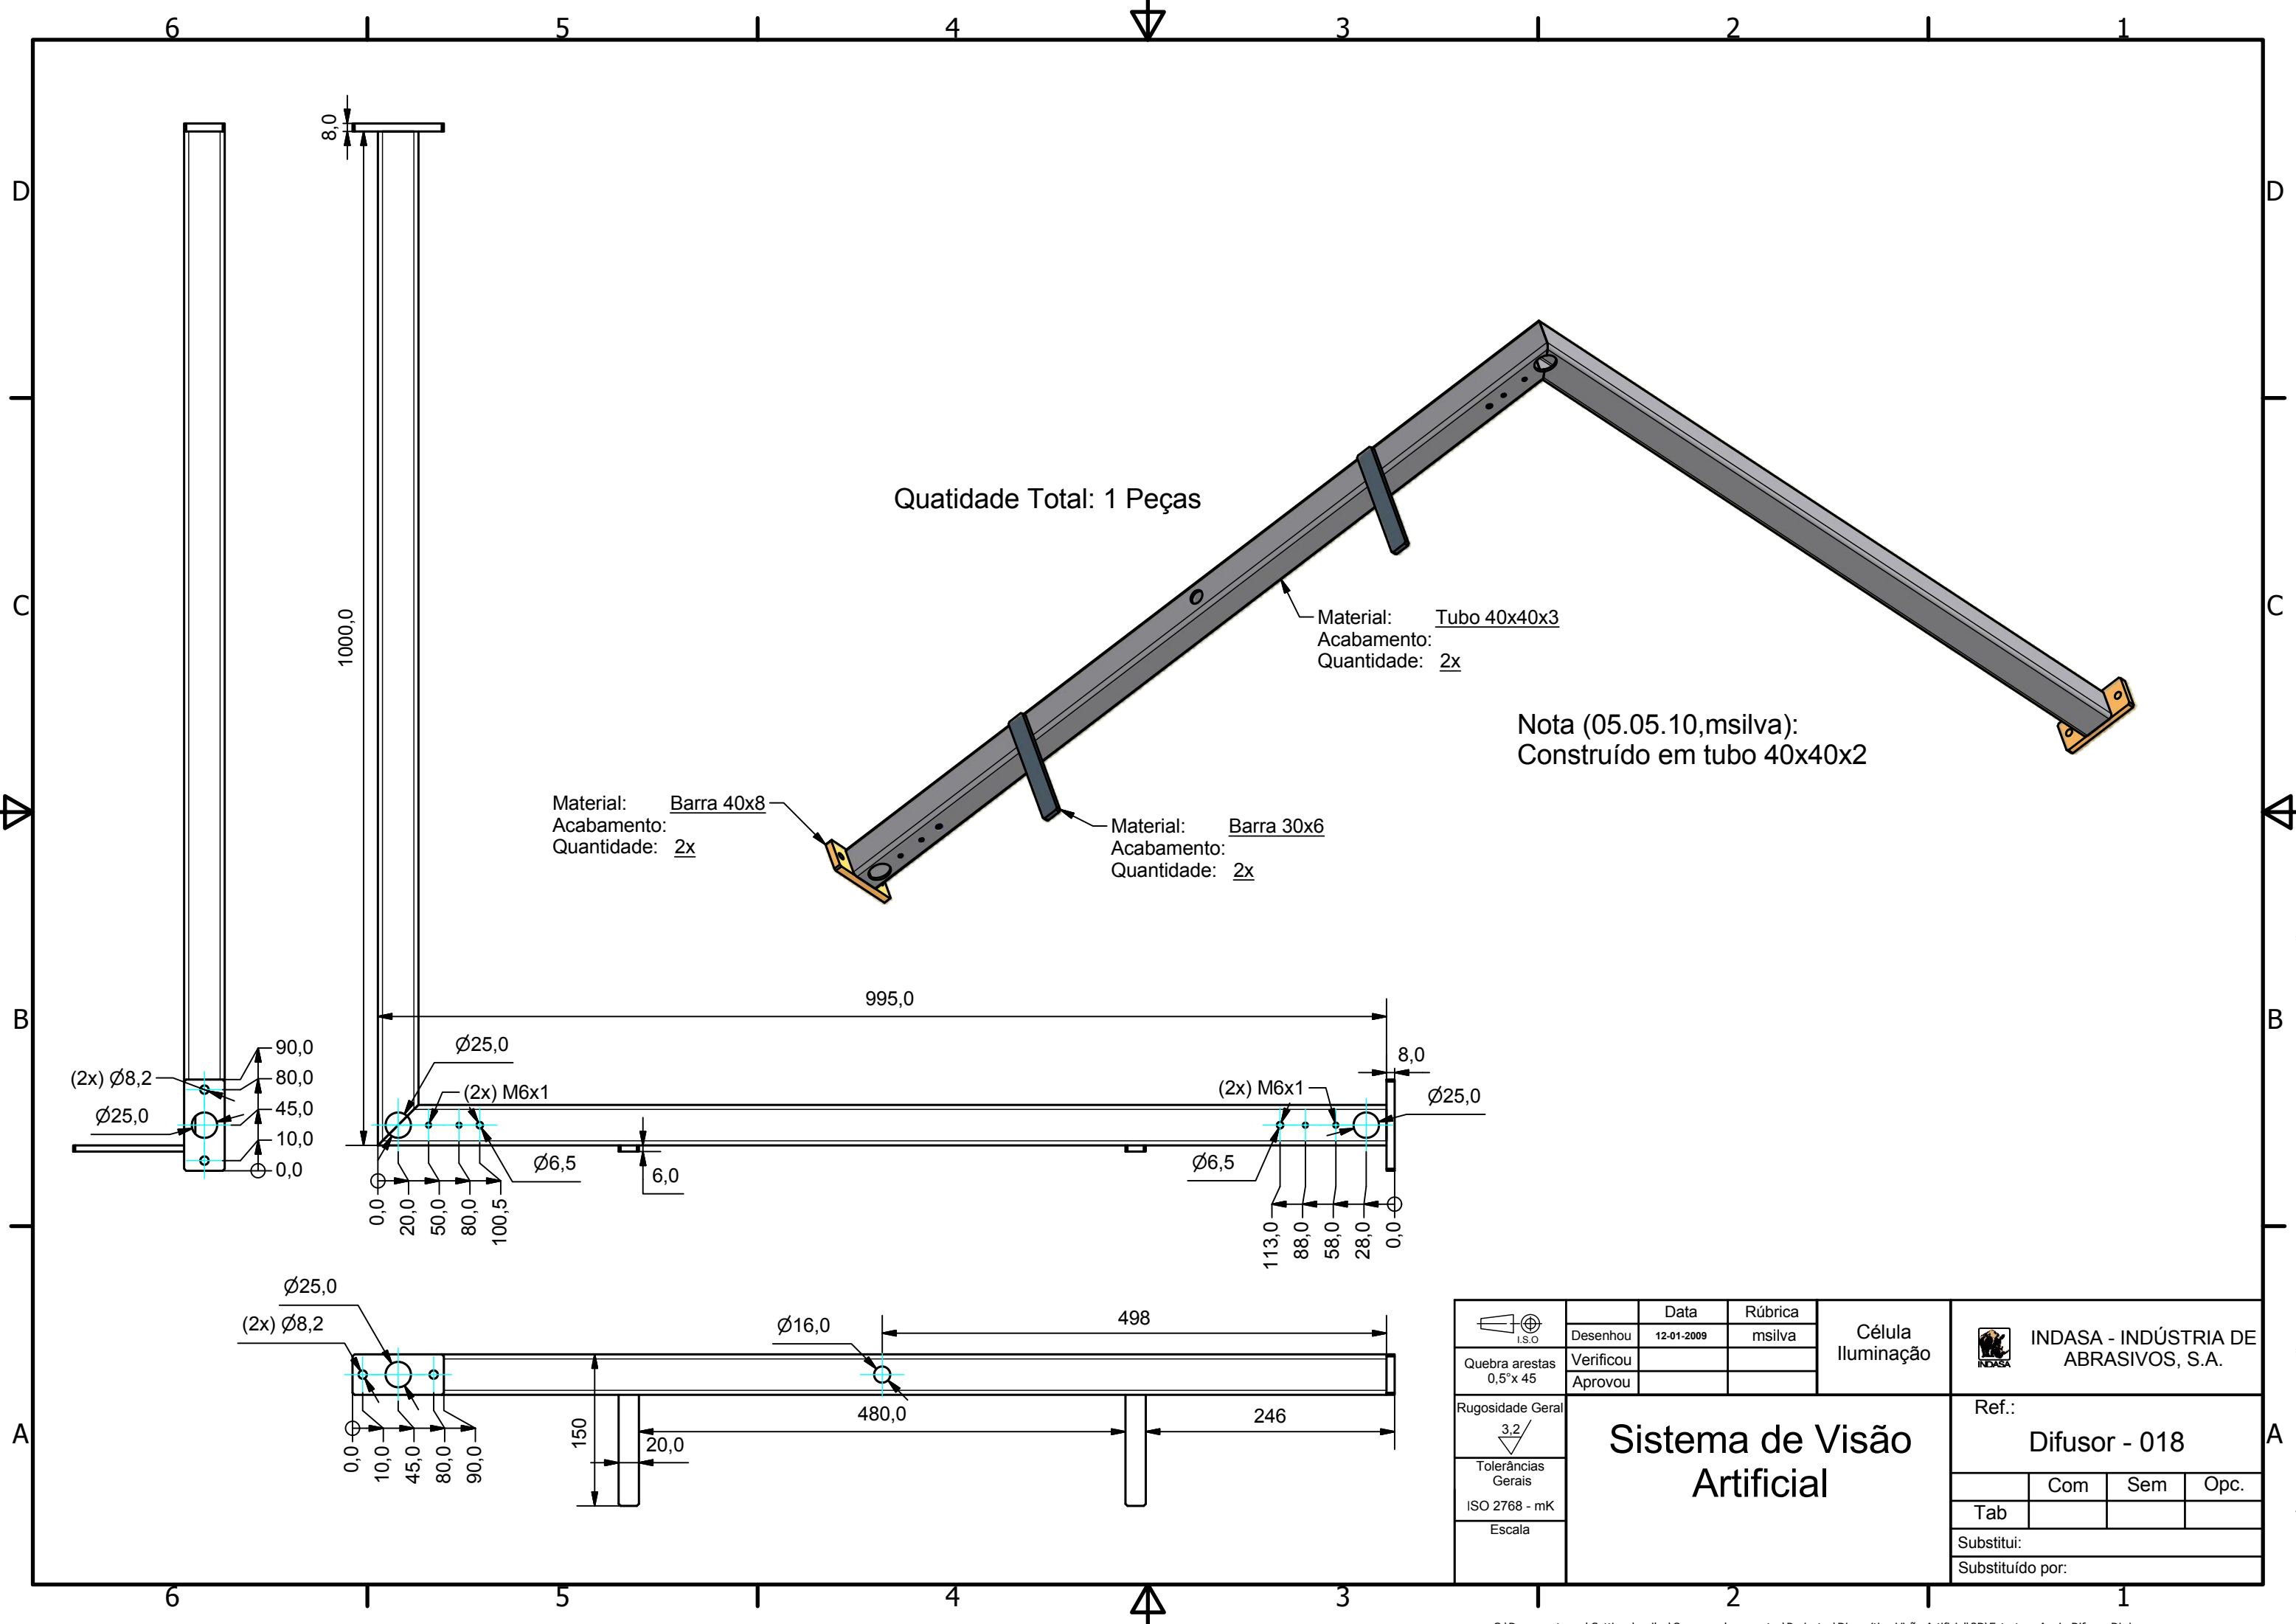 6 5 4 3 2 1
D D
C C
B B
A A
8,0
1000,0
Quatidade Total: 1 Peças
Material: Tubo 40x40x3
Acabamento:
Quantidade: 2x
Nota (05.05.10,msilva):
Construído em tubo 40x40x2
Material: Barra 40x8
Acabamento:
Quantidade: 2x
Material: Barra 30x6
Acabamento:
Quantidade: 2x
995,0
90,0
(2x) Ø8,2
80,0
Ø25,0
45,0
10,0
0,0
Ø25,0
(2x) M6x1
Ø6,5
6,0
0,0
20,0
50,0
80,0
100,5
8,0
(2x) M6x1
Ø25,0
Ø6,5
113,0
88,0
58,0
28,0
0,0
Ø25,0
(2x) Ø8,2
Ø16,0
498
480,0
246
150
20,0
0,0
10,0
45,0
80,0
90,0
I.S.O
Data Rúbrica
Desenhou 12-01-2009 msilva
Verificou
Aprovou
Célula
Iluminação
INDASA
INDASA - INDÚSTRIA DE
ABRASIVOS, S.A.
Quebra arestas
0,5°x 45
Rugosidade Geral
3,2
Tolerâncias
Gerais
ISO 2768 - mK
Escala
Sistema de Visão
Artificial
Ref.:
Difusor - 018
Com Sem Opc.
Tab
Substitui:
Substituído por:
6 5 4 3 2 1